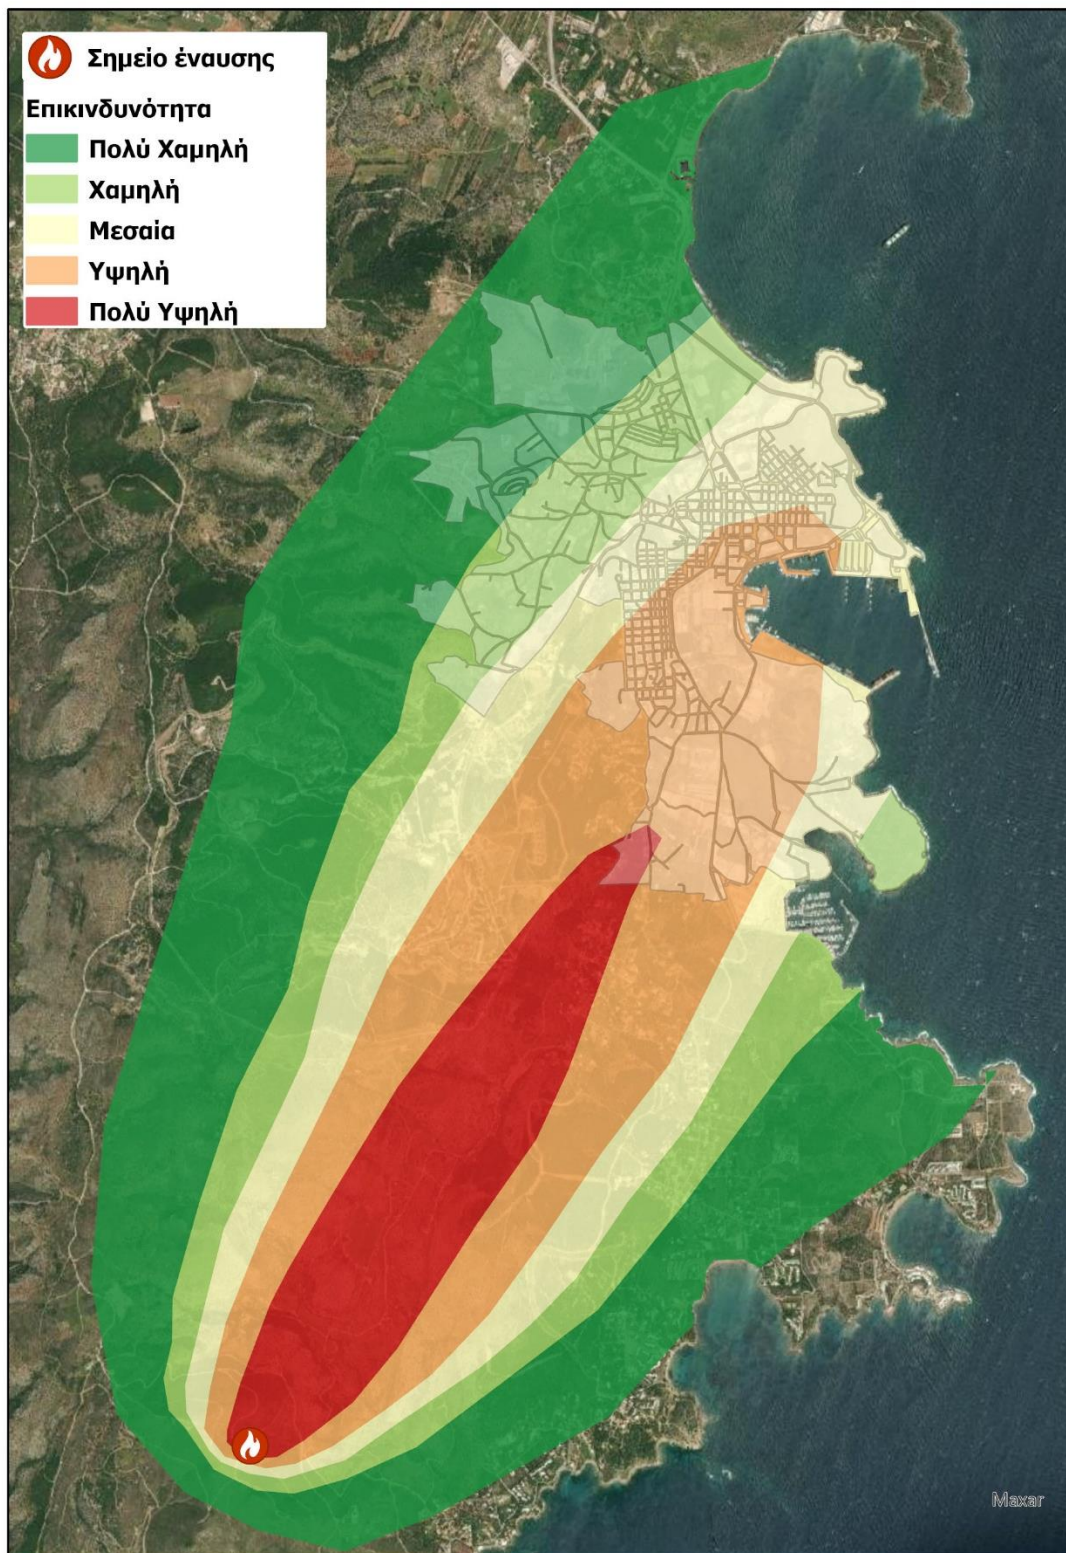 Σημείο έναυσης
Επικινδυνότητα
Πολύ Χαμηλή
Χαμηλή
Μεσαία
Υψηλή
Πολύ Υψηλή
Maxar